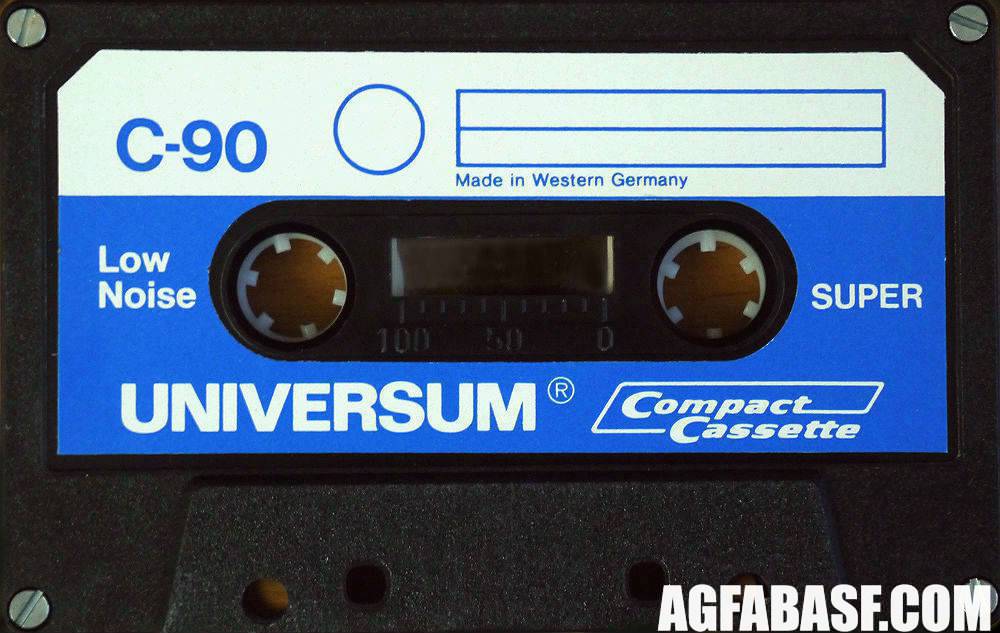 C-90
Made in Western Germany
Low
Noise
SUPER
100 50 0
UNIVERSUM®
Compact
Cassette
AGFABASF.COM